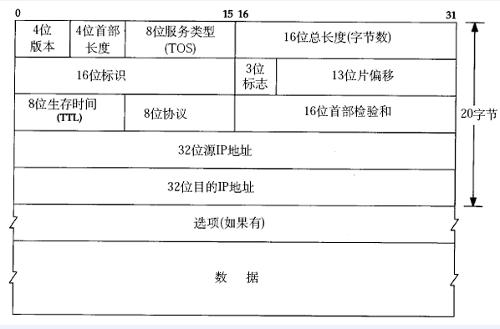 0 15 16 31
4位 4位首部 8位服务类型 16位总长度(字节数)
版本 长度 (TOS)
16位标识 3位 13位片偏移
标志
8位生存时间 8位协议 16位首部检验和 20字节
(TTL)
32位源IP地址
32位目的IP地址
选项(如果有)
数 据